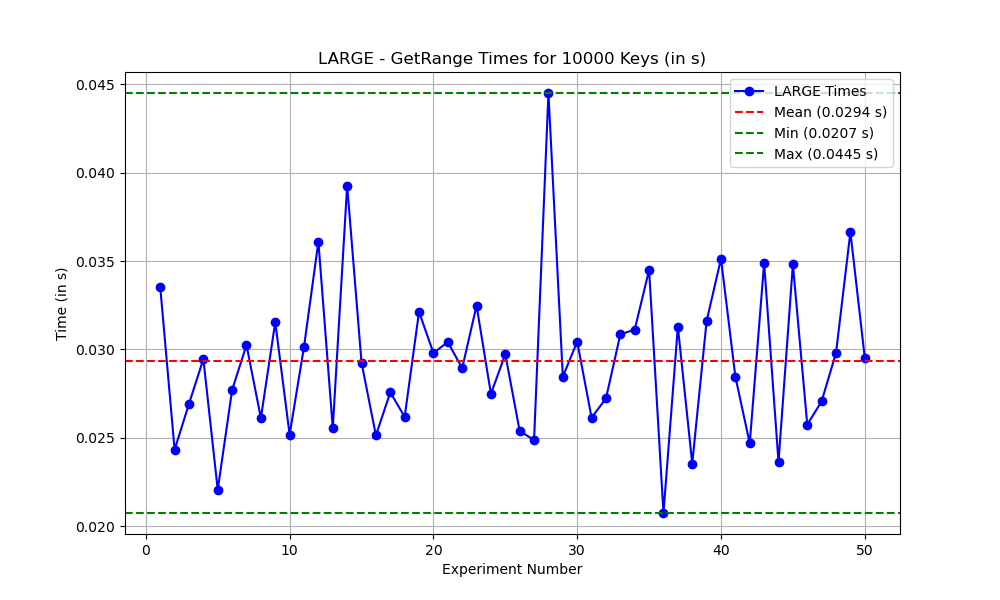 LARGE - GetRange Times for 10000 Keys (in s)
LARGE Times
Mean (0.0294 s)
Min (0.0207 s)
Max (0.0445 s)
Time (in s)
0.045
0.040
0.035
0.030
0.025
0.020
0 10 20 30 40 50
Experiment Number